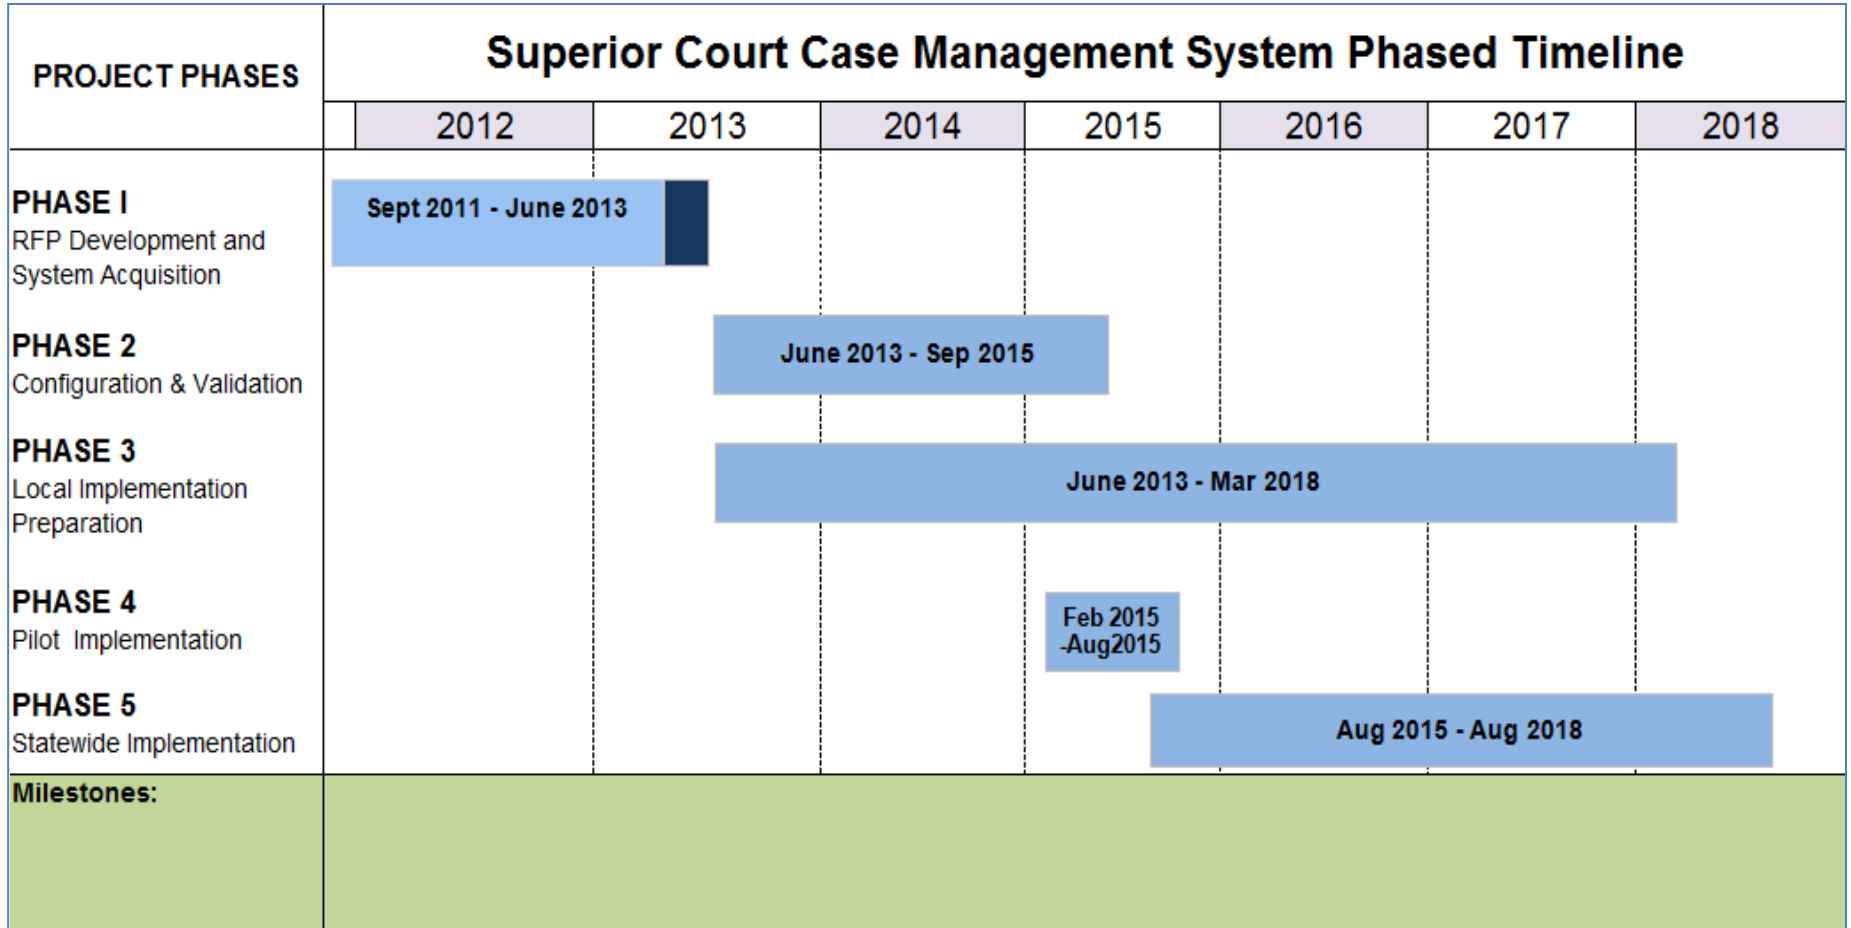 PROJECT PHASES
Superior Court Case Management System Phased Timeline
2012 2013 2014 2015 2016 2017 2018
PHASE I
RFP Development and
System Acquisition
Sept 2011 - June 2013
PHASE 2
Configuration & Validation
June 2013 - Sep 2015
PHASE 3
Local Implementation
Preparation
June 2013 - Mar 2018
PHASE 4
Pilot Implementation
Feb 2015
-Aug2015
PHASE 5
Statewide Implementation
Aug 2015 - Aug 2018
Milestones: